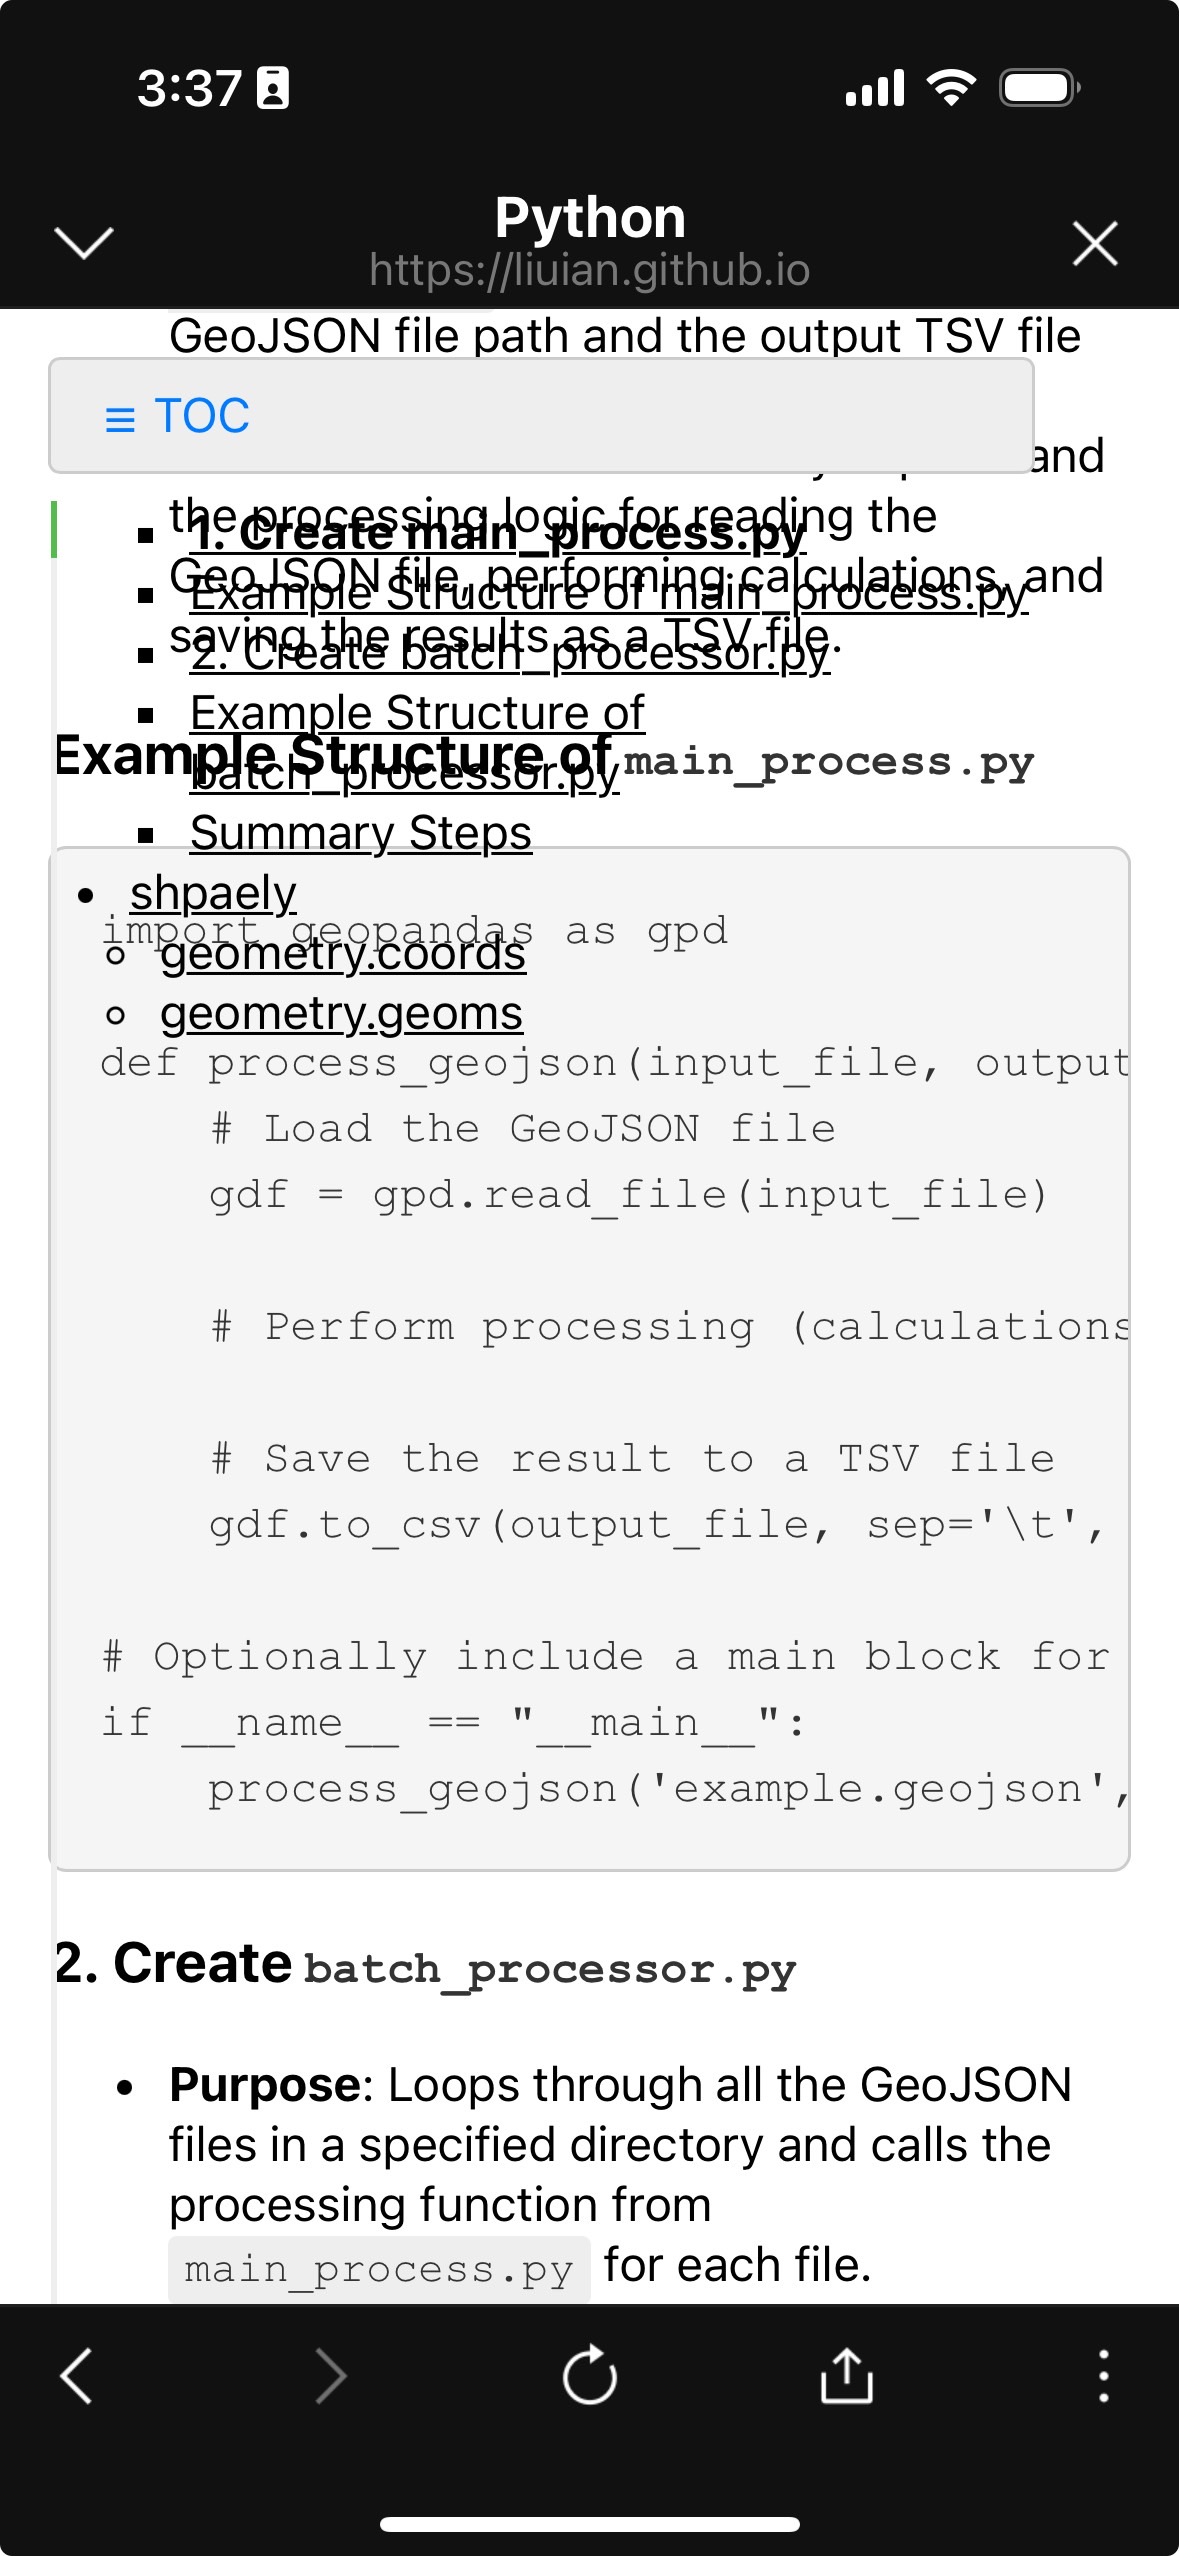 3:37
Python
https://liuian.github.io
GeoJSON file path and the output TSV file
≡ TOC
and
the processing logic for reading the
1. Create main_process.py
GeoJSON file, performing calculations, and
Example Structure of main_process.py
saving the results as a TSV file.
2. Create batch_processor.py
Example Structure of
Example Structure of main_process.py
batch_processor.py
Summary Steps
shpaely
import geopandas as gpd
geometry.coords
geometry.geoms
def process_geojson(input_file, output
# Load the GeoJSON file
gdf = gpd.read_file(input_file)
# Perform processing (calculations
# Save the result to a TSV file
gdf.to_csv(output_file, sep='\t',
# Optionally include a main block for
if __name__ == "__main__":
process_geojson('example.geojson',
2. Create batch_processor.py
Purpose: Loops through all the GeoJSON
files in a specified directory and calls the
processing function from
main_process.py for each file.